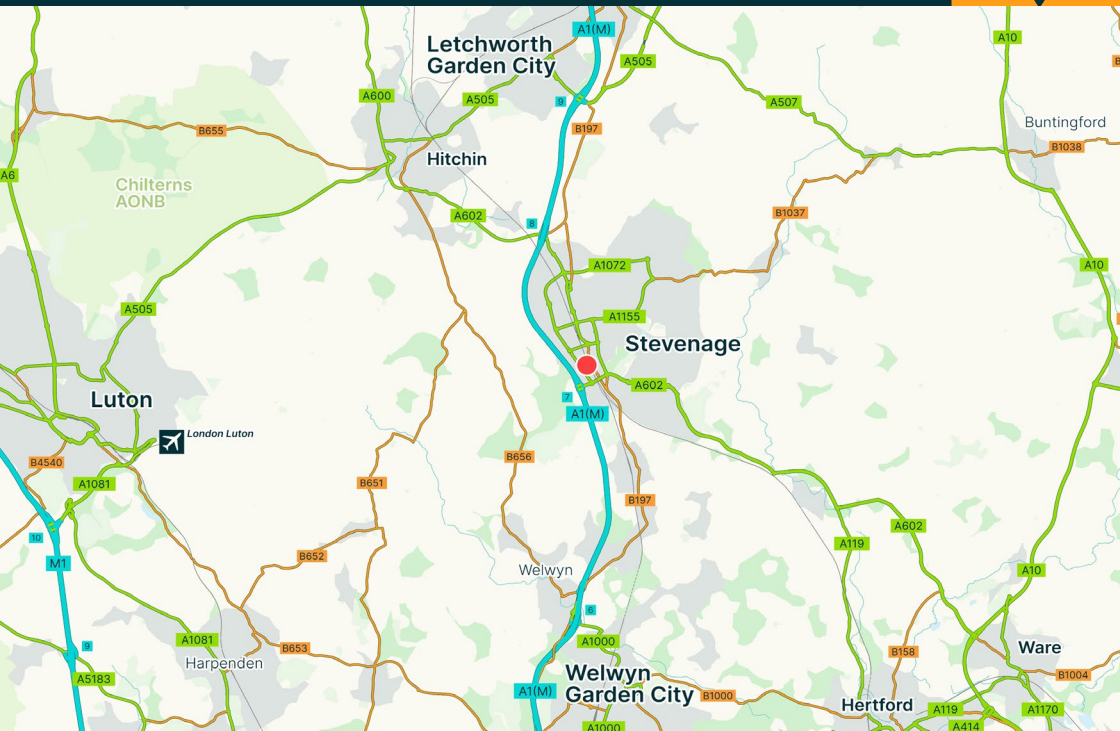 A1(M)
A10
Letchworth
Garden City
A505
A600
A505
9
A507
B197
Buntingford
B655
B1038
Hitchin
A6
Chilterns
AONB
A602
8
B1037
A1072
A10
A505
A1155
Stevenage
A602
7
A1(M)
Luton
London Luton
B4540
B656
A1081
B651
B197
A602
10
A119
B652
M1
Welwyn
A10
6
A1081
A1000
9
B653
Ware
B158
Harpenden
A5183
Welwyn
Garden City
B1004
A1(M)
B1000
Hertford
A119
A1170
A1000
A414